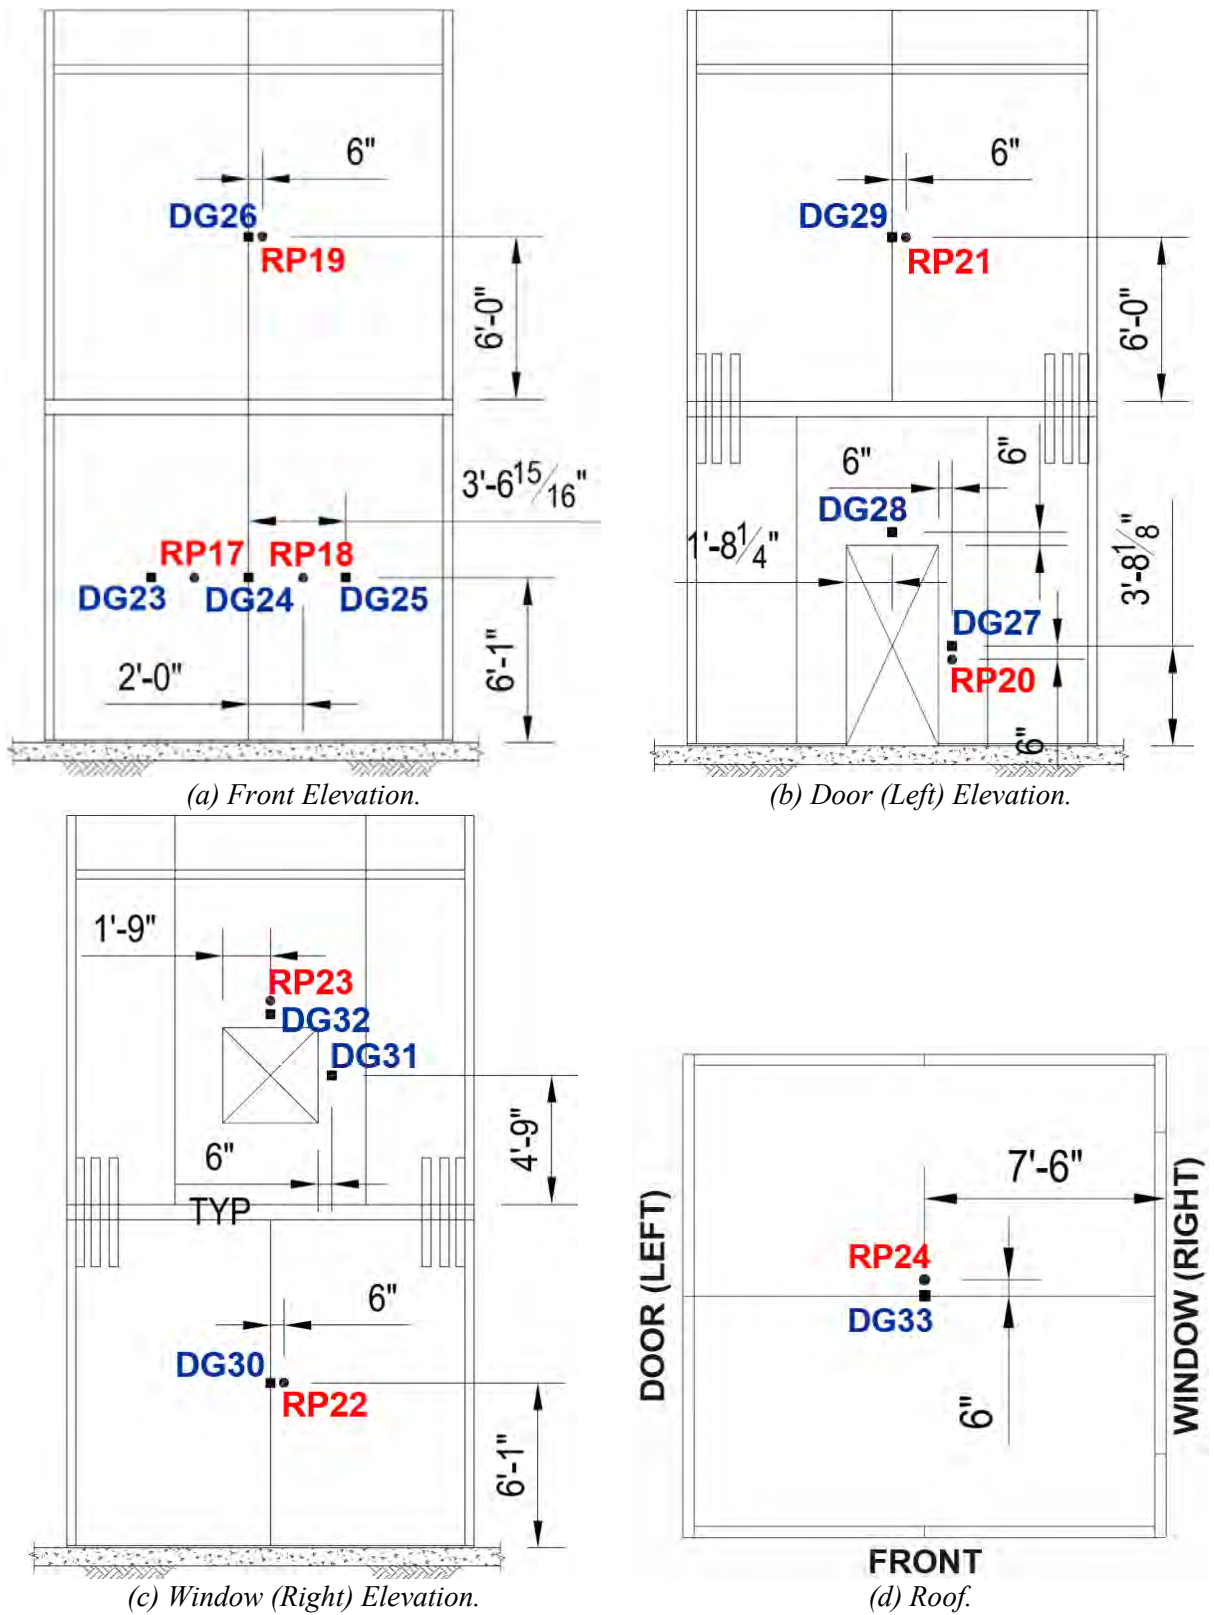 6"
DG26
RP19
6'-0"
3'-6 15/16"
RP17
RP18
DG23
DG24
DG25
2'-0"
6'-1"
(a) Front Elevation.
6"
DG29
RP21
6'-0"
6"
6"
DG28
1'-8 1/4"
3'-8 1/8"
DG27
RP20
6"
(b) Door (Left) Elevation.
1'-9"
RP23
DG32
DG31
4'-9"
6"
TYP
6"
DG30
RP22
6'-1"
(c) Window (Right) Elevation.
DOOR (LEFT)
7'-6"
WINDOW (RIGHT)
RP24
DG33
6"
FRONT
(d) Roof.